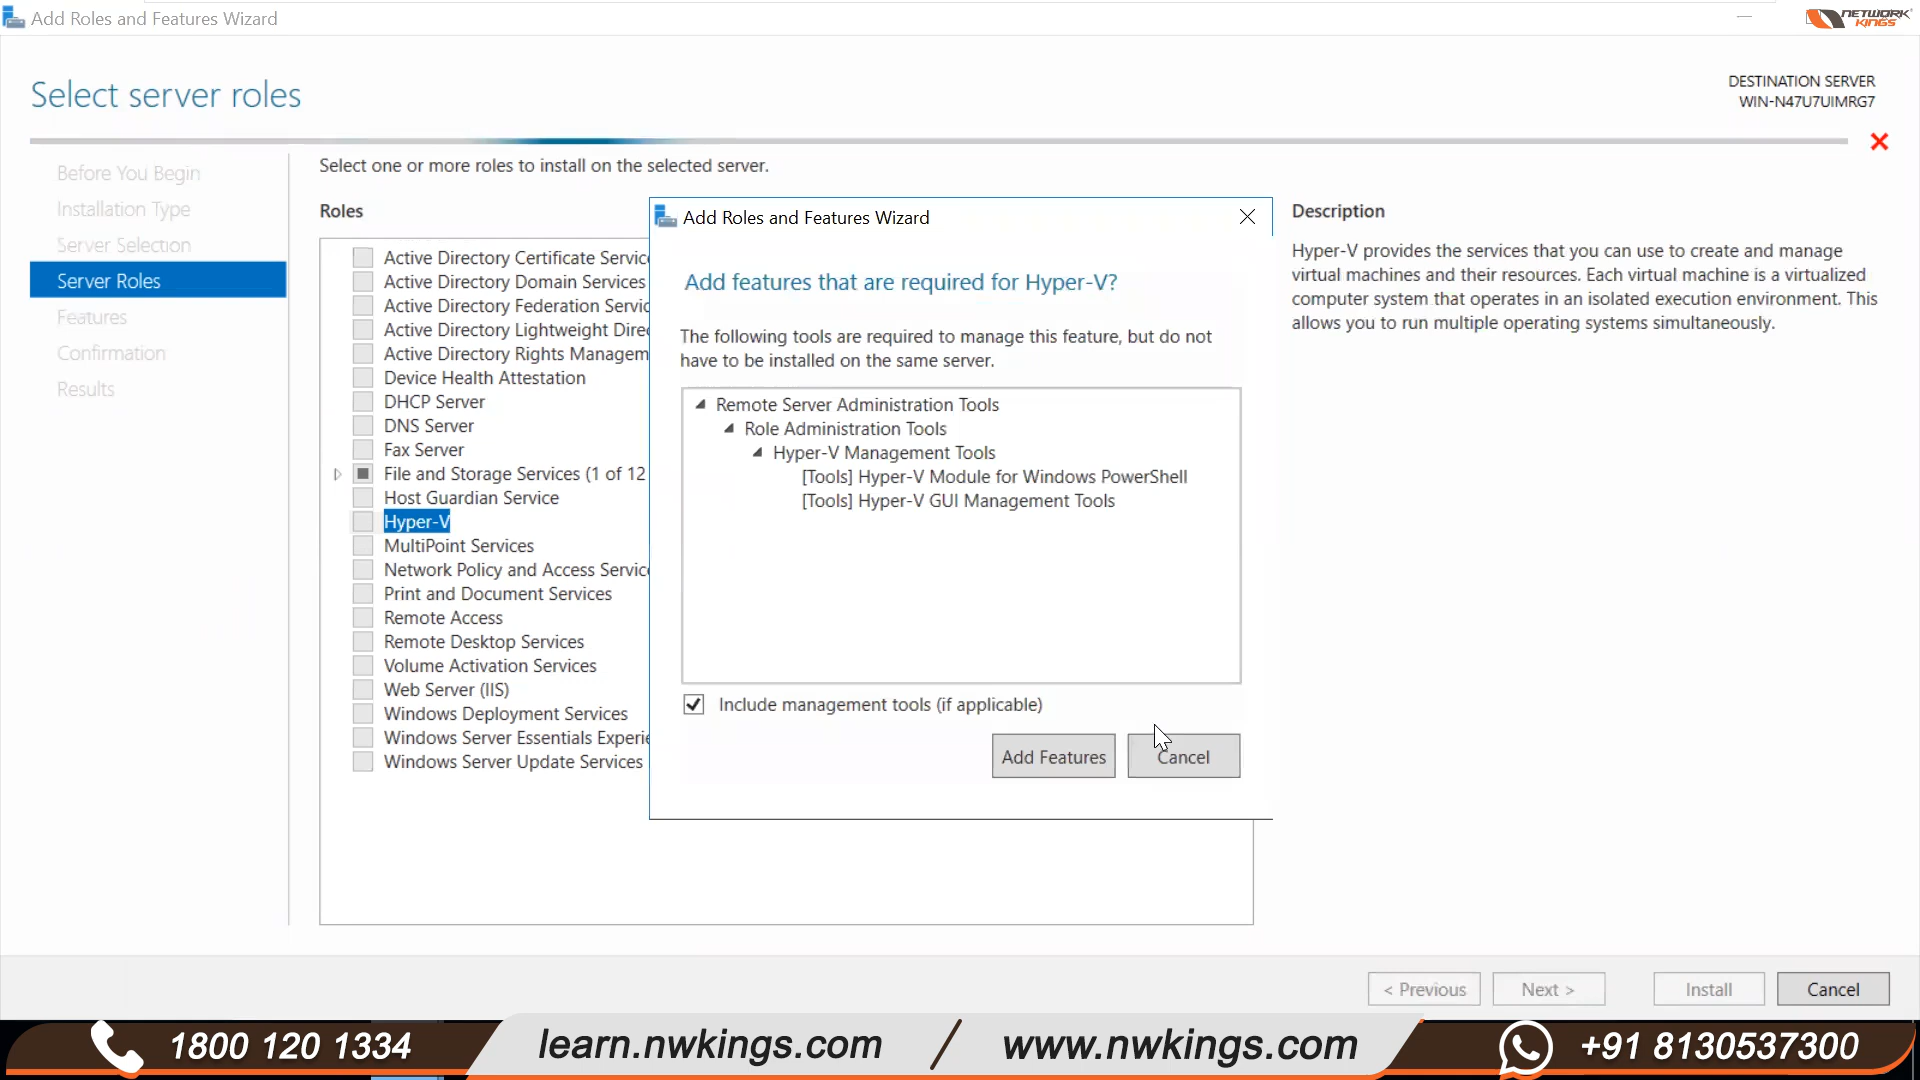 Add Roles and Features Wizard
NETWORK
KINGS
Select server roles
DESTINATION SERVER
WIN-N47U7UIMRG7
Before You Begin
Installation Type
Server Selection
Server Roles
Features
Confirmation
Results
Select one or more roles to install on the selected server.
Roles
Active Directory Certificate Servic
Active Directory Domain Services
Active Directory Federation Servic
Active Directory Lightweight Dire
Active Directory Rights Managem
Device Health Attestation
DHCP Server
DNS Server
Fax Server
File and Storage Services (1 of 12
Host Guardian Service
Hyper-V
MultiPoint Services
Network Policy and Access Servic
Print and Document Services
Remote Access
Remote Desktop Services
Volume Activation Services
Web Server (IIS)
Windows Deployment Services
Windows Server Essentials Experi
Windows Server Update Services
Add Roles and Features Wizard
Add features that are required for Hyper-V?
The following tools are required to manage this feature, but do not
have to be installed on the same server.
Remote Server Administration Tools
Role Administration Tools
Hyper-V Management Tools
[Tools] Hyper-V Module for Windows PowerShell
[Tools] Hyper-V GUI Management Tools
Include management tools (if applicable)
Add Features
Cancel
Description
Hyper-V provides the services that you can use to create and manage
virtual machines and their resources. Each virtual machine is a virtualized
computer system that operates in an isolated execution environment. This
allows you to run multiple operating systems simultaneously.
< Previous
Next >
Install
Cancel
1800 120 1334
learn.nwkings.com / www.nwkings.com
+91 8130537300